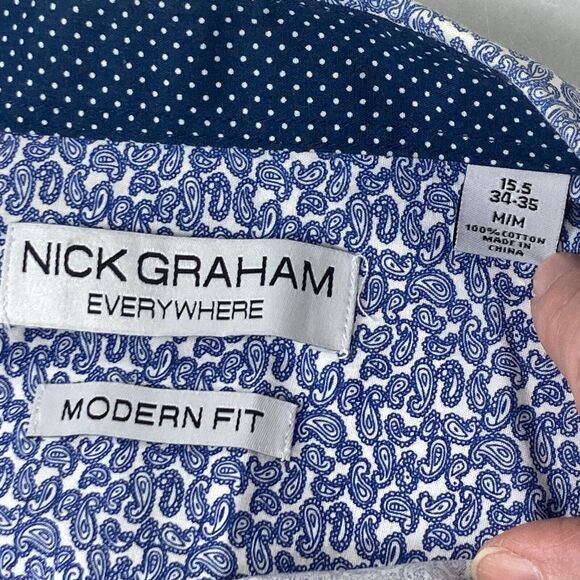 NICK GRAHAM
EVERYWHERE
MODERN FIT
15.5
34-35
M/M
100% COTTON
MADE IN
CHINA